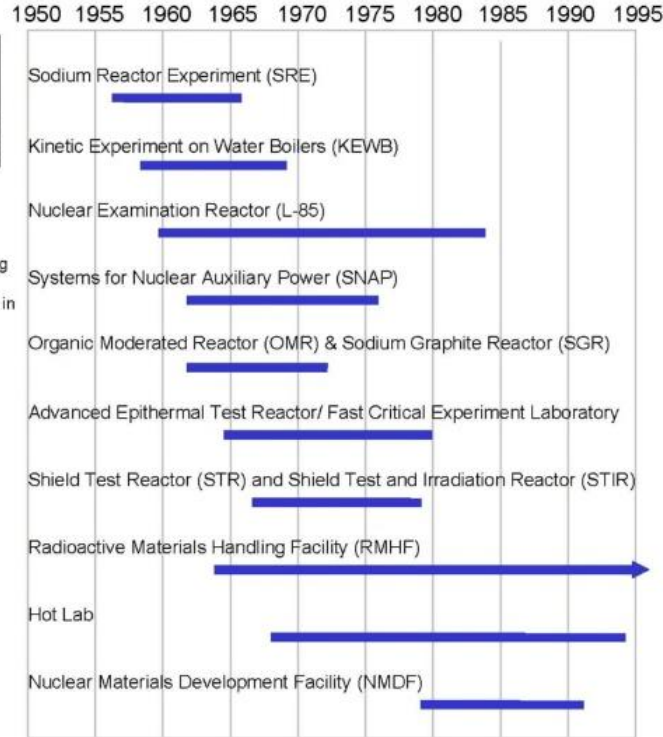 1950 1955 1960 1965 1970 1975 1980 1985 1990 1995
Sodium Reactor Experiment (SRE)
Kinetic Experiment on Water Boilers (KEWB)
Nuclear Examination Reactor (L-85)
g
Systems for Nuclear Auxiliary Power (SNAP)
in
Organic Moderated Reactor (OMR) & Sodium Graphite Reactor (SGR)
Advanced Epithermal Test Reactor/ Fast Critical Experiment Laboratory
Shield Test Reactor (STR) and Shield Test and Irradiation Reactor (STIR)
Radioactive Materials Handling Facility (RMHF)
Hot Lab
Nuclear Materials Development Facility (NMDF)